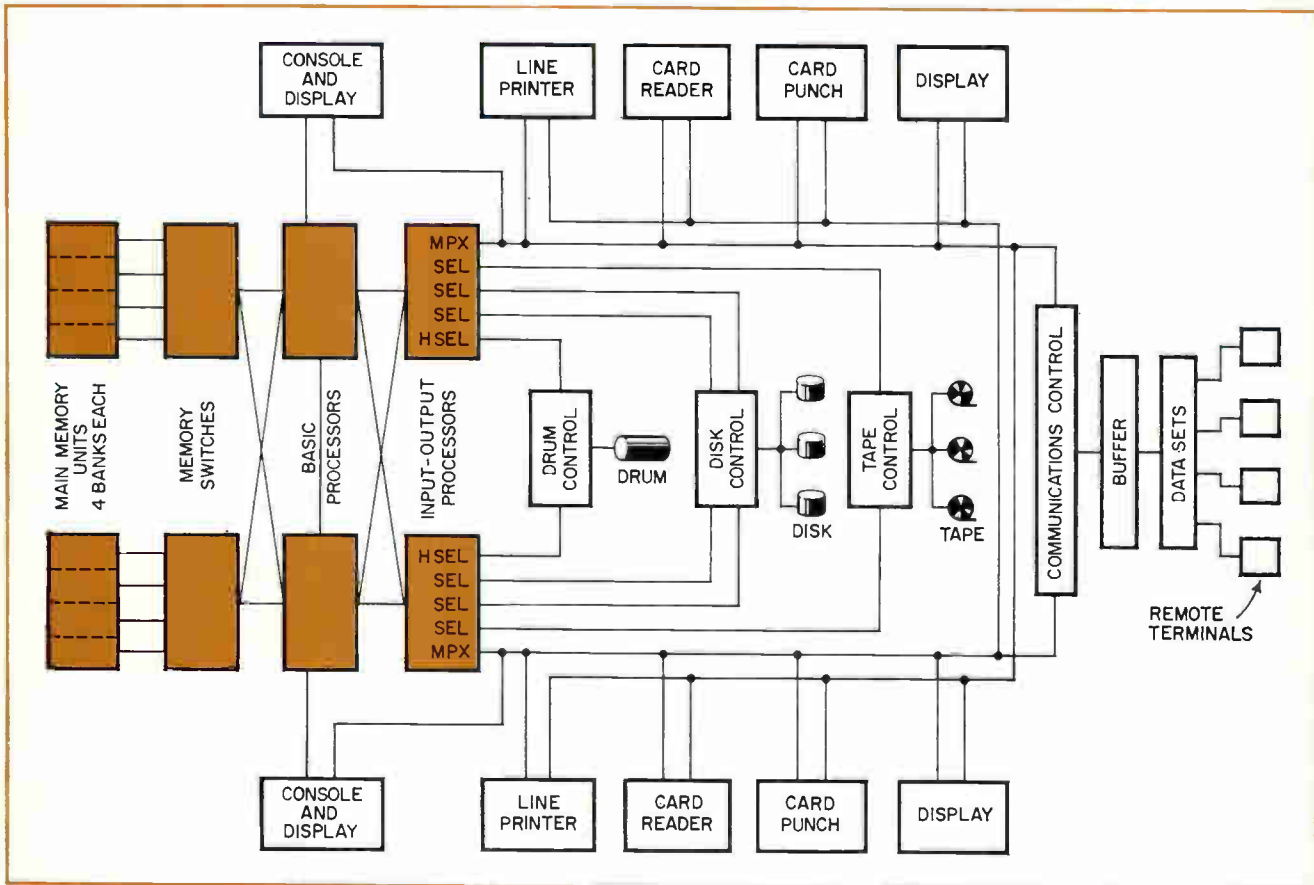 CONSOLE
AND
DISPLAY
LINE
PRINTER
CARD
READER
CARD
PUNCH
DISPLAY
MPX
SEL
SEL
SEL
H SEL
MAIN MEMORY
UNITS
4 BANKS EACH
MEMORY
SWITCHES
BASIC
PROCESSORS
INPUT-OUTPUT
PROCESSORS
DRUM
CONTROL
DRUM
DISK
CONTROL
DISK
TAPE
CONTROL
TAPE
COMMUNICATIONS CONTROL
BUFFER
DATA SETS
REMOTE
TERMINALS
H SEL
SEL
SEL
SEL
MPX
CONSOLE
AND
DISPLAY
LINE
PRINTER
CARD
READER
CARD
PUNCH
DISPLAY